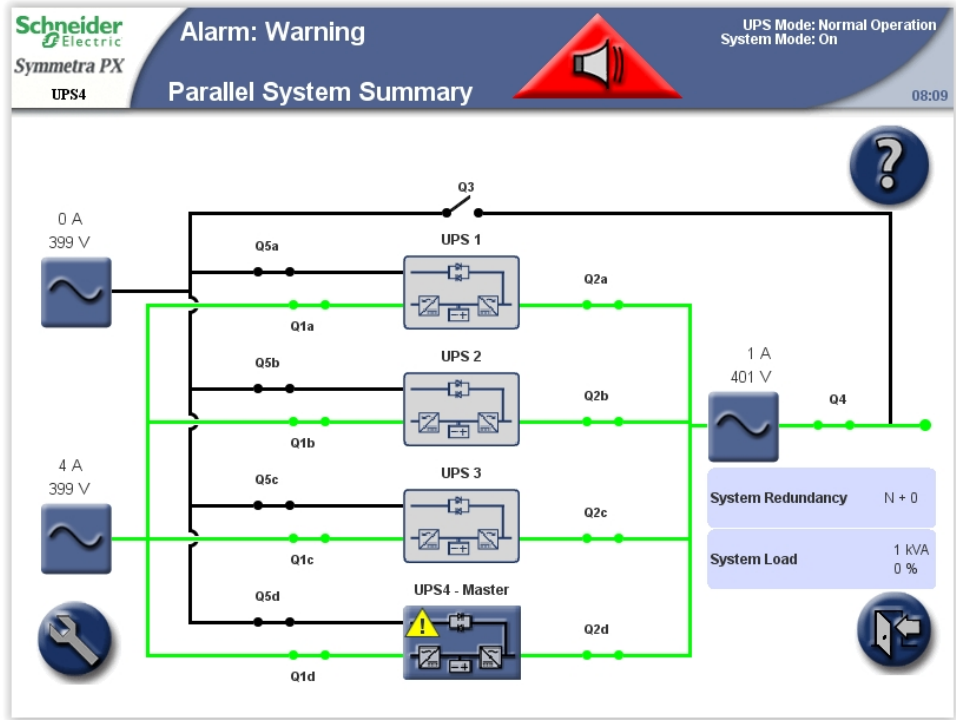 Schneider
Electric
Symmetra PX
UPS4
Alarm: Warning
Parallel System Summary
UPS Mode: Normal Operation
System Mode: On
08:09
?
Q3
0 A
399 V
Q5a
UPS 1
Q2a
Q1a
Q5b
UPS 2
Q2b
Q1b
1 A
401 V
Q4
4 A
399 V
Q5c
UPS 3
Q2c
Q1c
System Redundancy N + 0
System Load 1 kVA
0 %
Q5d
UPS4 - Master
!
Q2d
Q1d